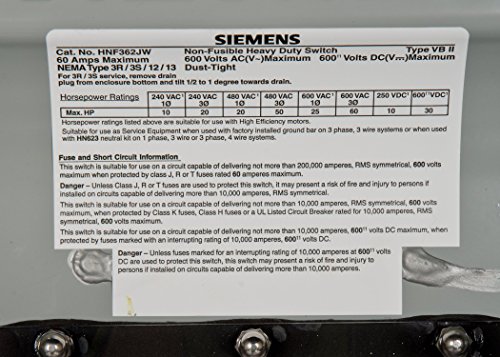 SIEMENS
Cat. No. HNF362JW Non-Fusible Heavy Duty Switch Type VB II
60 Amps Maximum 600 Volts AC(V~)Maximum 600¹¹ Volts DC(V⎓)Maximum
NEMA Type 3R / 3S / 12 / 13 Dust-Tight
For 3R / 3S service, remove drain
plug from enclosure bottom and tilt 1/2 to 1 degree towards drain.
Horsepower Ratings 240 VAC¹ 240 VAC 480 VAC¹ 480 VAC 600 VAC¹ 600 VAC 250 VDC¹ 600¹¹VDC¹
1Ø 3Ø 1Ø 3Ø 1Ø 3Ø
Max. HP 10 20 20 50 25 60 10 30
Horsepower ratings listed above are suitable for use with High Efficiency motors.
Suitable for use as Service Equipment when used with factory installed ground bar on 3 phase, 3 wire systems or when used
with HN623 neutral kit on 1 phase, 3 wire or 3 phase, 4 wire systems.
Fuse and Short Circuit Information
This switch is suitable for use on a circuit capable of delivering not more than 200,000 amperes, RMS symmetrical, 600 volts
maximum by class J, R or T fuses rated 60 amperes maximum.
Danger – Unless Class J, R or T fuses are used to protect this switch, it may present a risk of fire and injury to persons if
installed on circuits capable of delivering more than 10,000 amperes, RMS symmetrical.
This switch is suitable for use on a circuit capable of delivering not more than 10,000 amperes, RMS symmetrical, 600 volts
maximum, when protected by Class K fuses, Class H fuses or a UL Listed Circuit Breaker rated for 10,000 amperes, RMS
symmetrical, 600 volts maximum.
This switch is suitable for use on a circuit capable of delivering not more than 10,000 amperes, 600¹¹ volts DC maximum, when
protected by fuses marked with an interrupting rating of 10,000 amperes, 600¹¹ volts DC.
Danger – Unless fuses marked for an interrupting rating of 10,000 amperes at 600¹¹ volts
DC are used to protect this switch, this switch may present a risk of fire and injury to
persons if installed on circuits capable of delivering more than 10,000 amperes.